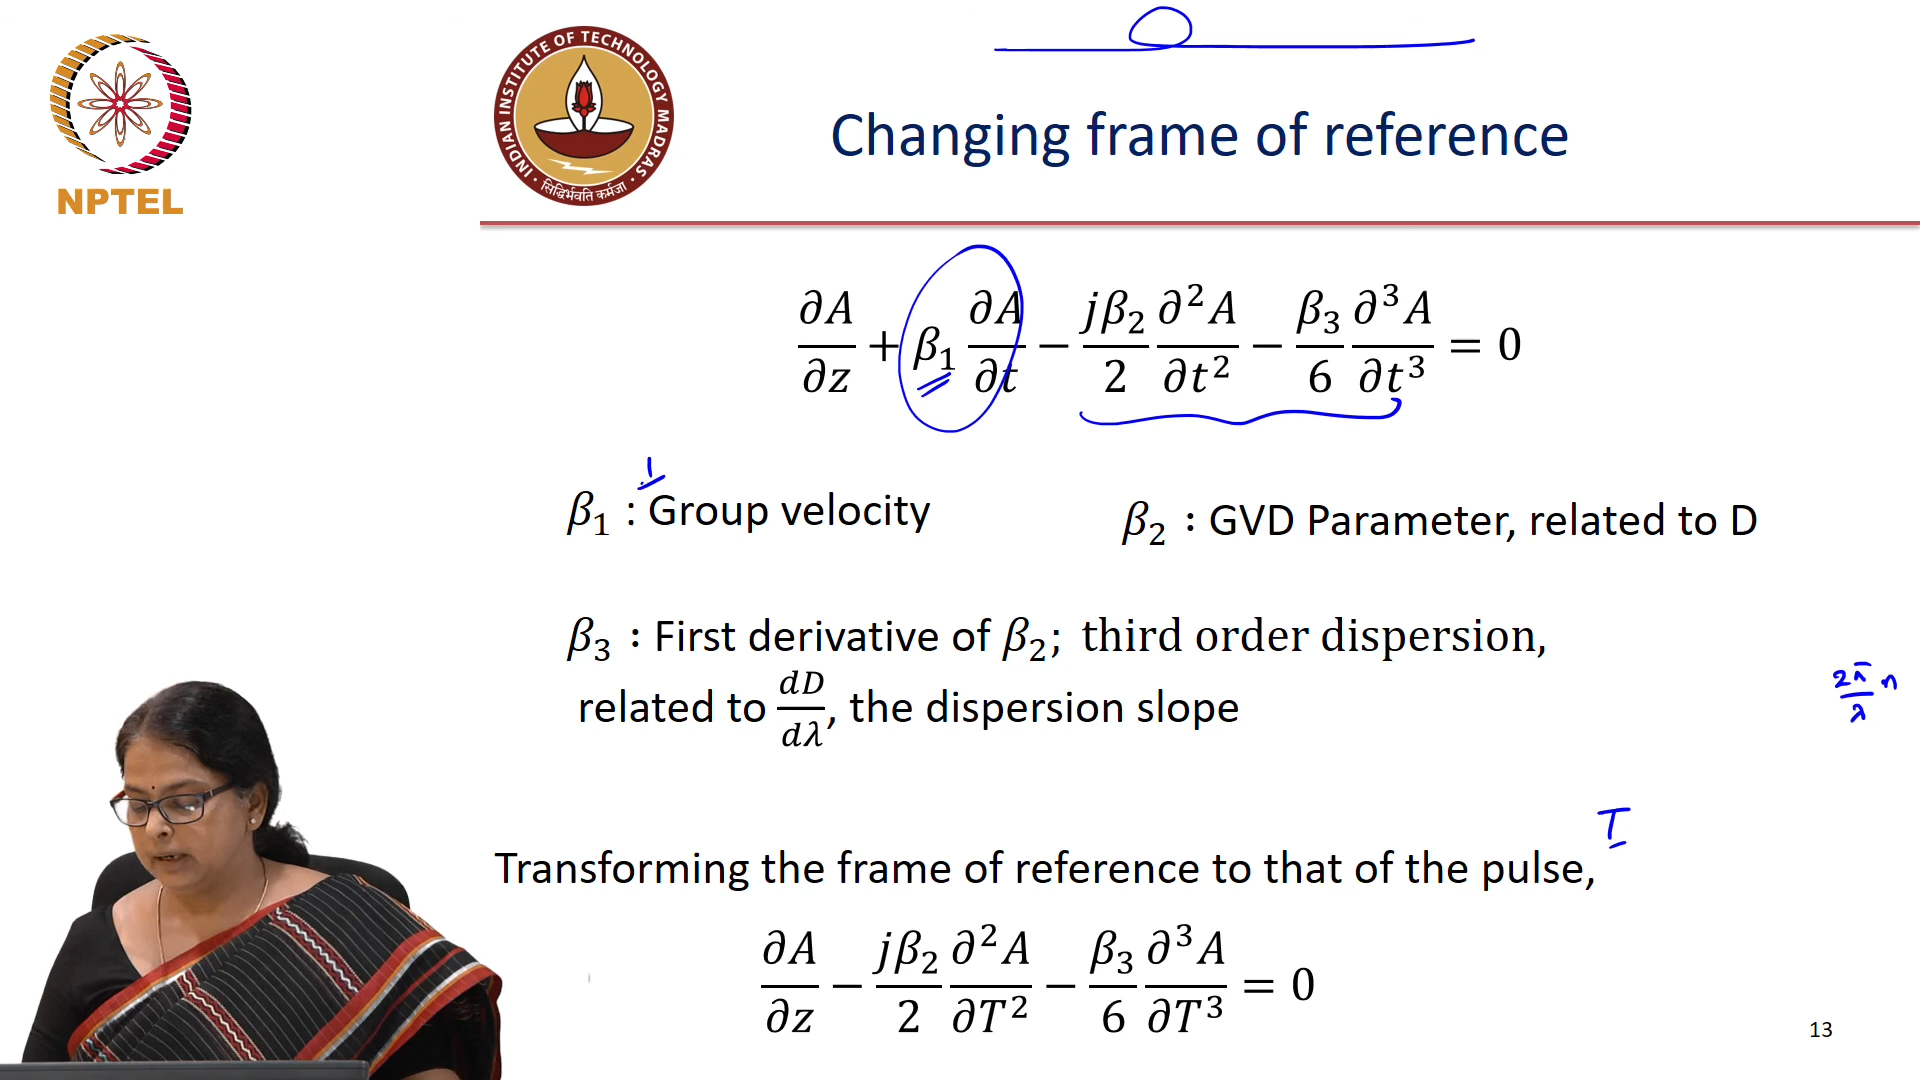 NPTEL
INDIAN INSTITUTE OF TECHNOLOGY MADRAS
सिद्धिर्भवति कर्मजा
Changing frame of reference
∂A/∂z + β₁ ∂A/∂t − jβ₂/2 ∂²A/∂t² − β₃/6 ∂³A/∂t³ = 0
1
β₁ : Group velocity
β₂ : GVD Parameter, related to D
β₃ : First derivative of β₂; third order dispersion,
related to dD/dλ, the dispersion slope
2π/λ n
T
Transforming the frame of reference to that of the pulse,
∂A/∂z − jβ₂/2 ∂²A/∂T² − β₃/6 ∂³A/∂T³ = 0
13